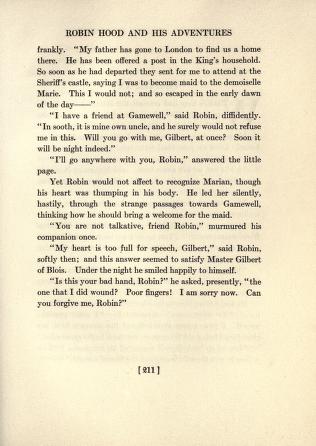 ROBIN HOOD AND HIS ADVENTURES
frankly. "My father has gone to London to find us a home
there. He has been offered a post in the King's household.
So soon as he had departed they sent for me to attend at the
Sheriff's castle, saying I was to become maid to the demoiselle
Marie. This I would not; and so escaped in the early dawn
of the day——"
"I have a friend at Gamewell," said Robin, diffidently.
"In sooth, it is mine own uncle, and he surely would not refuse
me in this. Will you go with me, Gilbert, at once? Soon it
will be night indeed."
"I'll go anywhere with you, Robin," answered the little
page.
Yet Robin would not affect to recognize Marian, though
his heart was thumping in his body. He led her silently,
hastily, through the strange passages towards Gamewell,
thinking how he should bring a welcome for the maid.
"You are not talkative, friend Robin," murmured his
companion once.
"My heart is too full for speech, Gilbert," said Robin,
softly then; and this answer seemed to satisfy Master Gilbert
of Blois. Under the night he smiled happily to himself.
"Is this your bad hand, Robin?" he asked, presently, "the
one that I did wound? Poor fingers! I am sorry now. Can
you forgive me, Robin?"
[ 211 ]